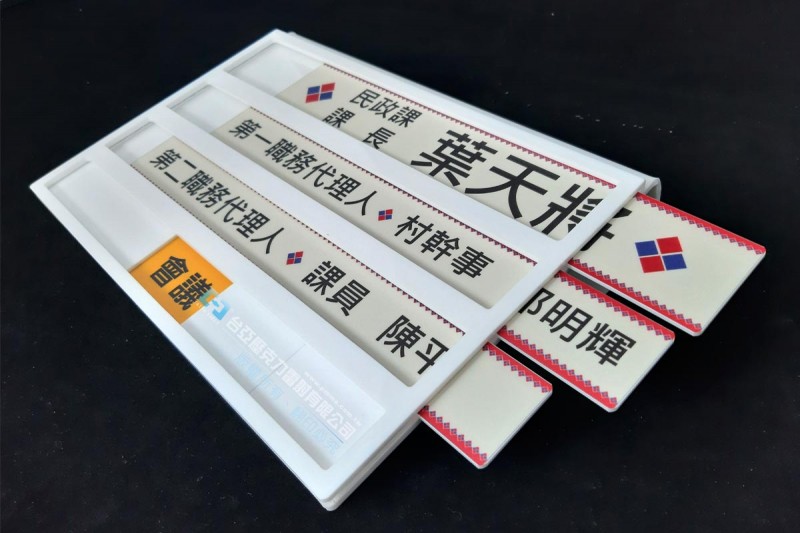 民政課
課長 葉天將
第一職務代理人 村幹事 明輝
第二職務代理人 課員 陳
會議
台亞壓克力 有限公司